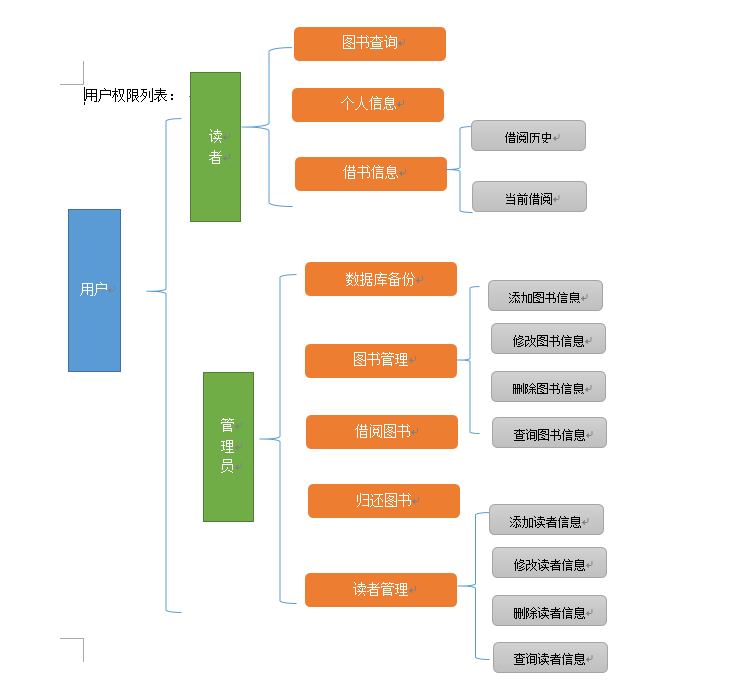 用户权限列表：
用户
读
者
图书查询
个人信息
借书信息
借阅历史
当前借阅
管
理
员
数据库备份
图书管理
添加图书信息
修改图书信息
删除图书信息
查询图书信息
借阅图书
归还图书
读者管理
添加读者信息
修改读者信息
删除读者信息
查询读者信息